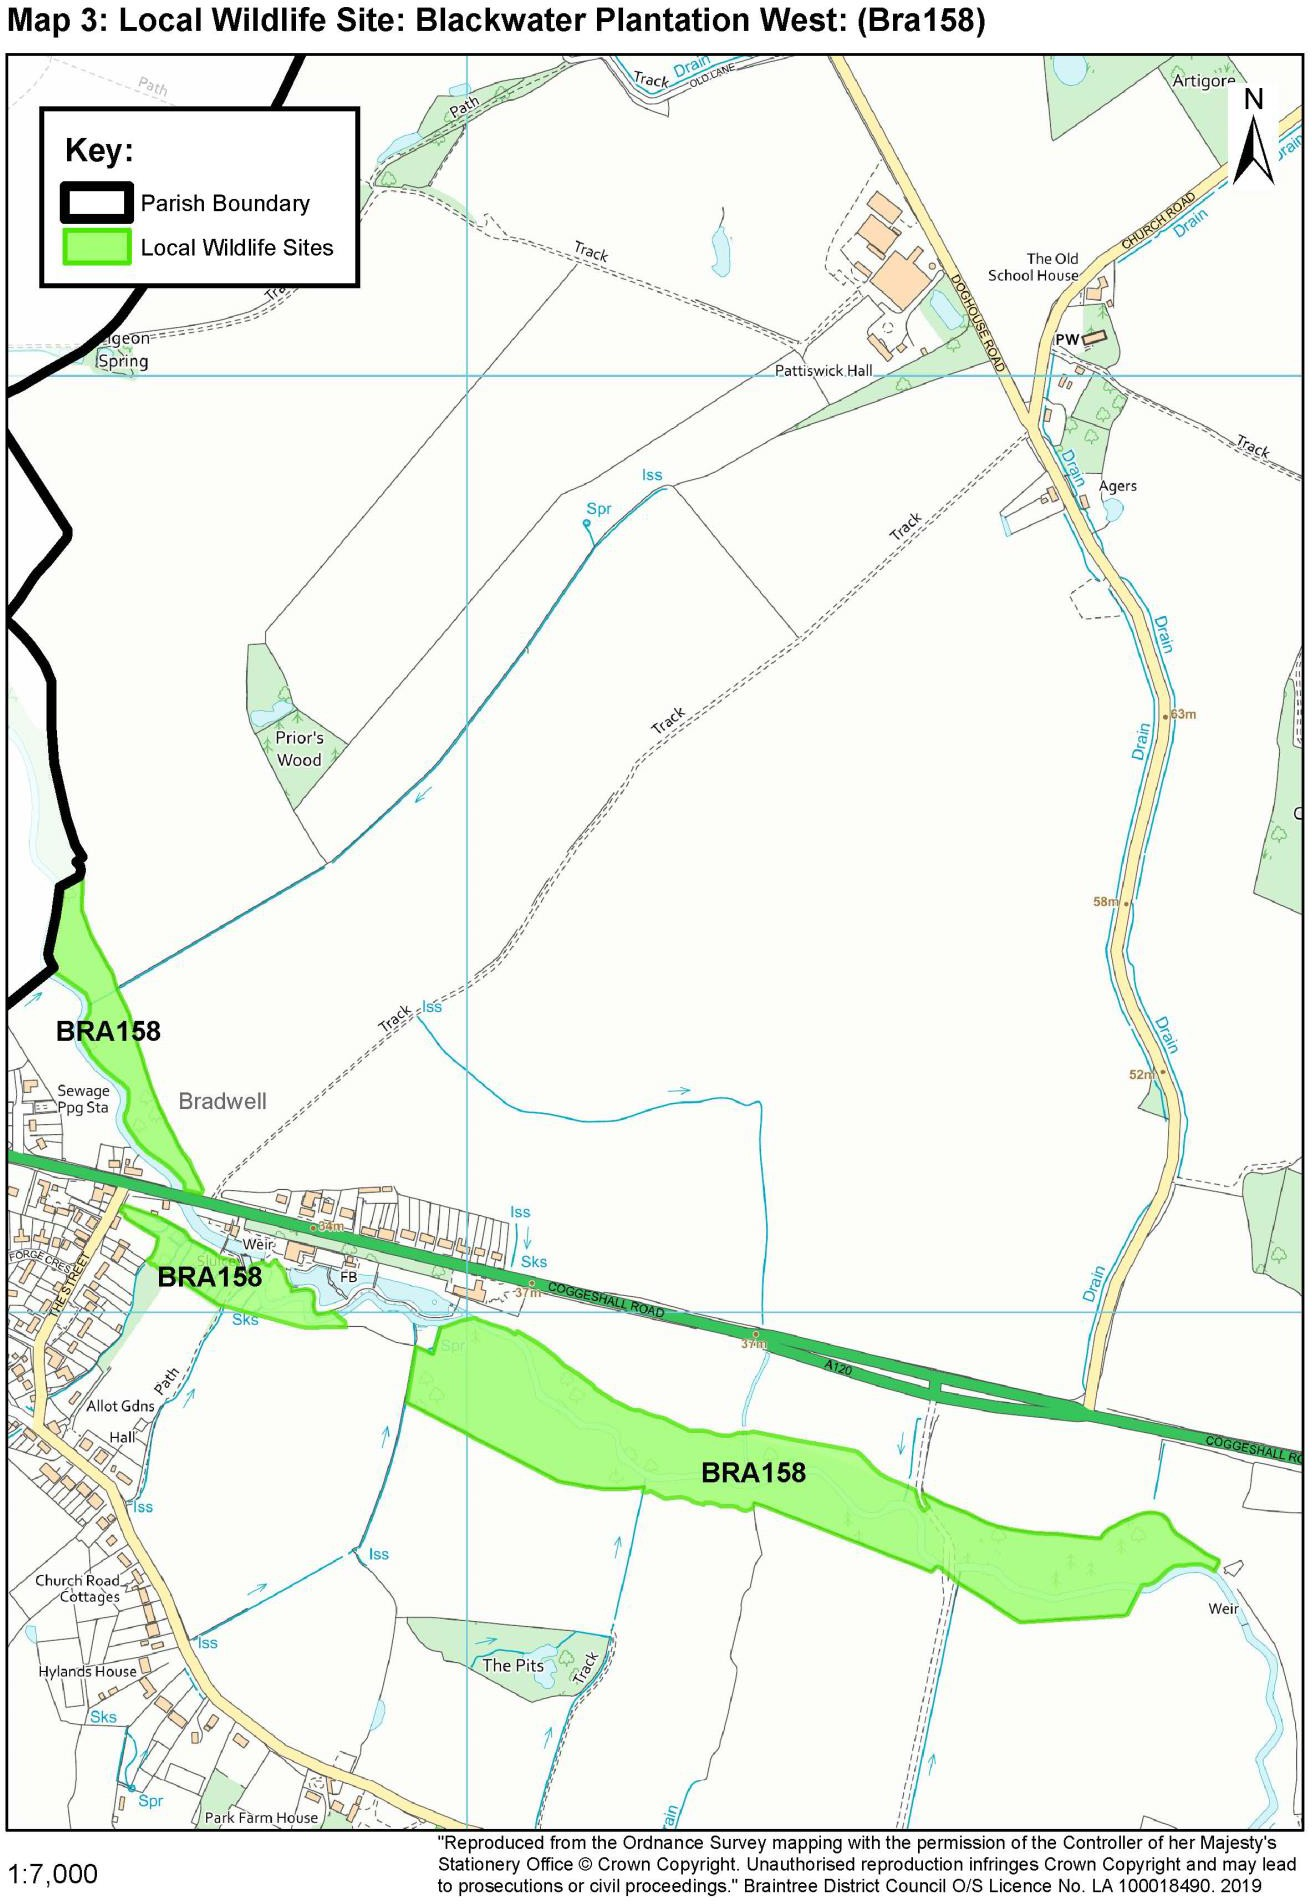 Map 3: Local Wildlife Site: Blackwater Plantation West: (Bra158)
Path
Track
Drain
OLD LANE
Artigore
N
Path
Key:
Parish Boundary
Local Wildlife Sites
CHURCH ROAD
Drain
Drain
Track
The Old
School House
DOGHOUSE ROAD
PW
Spring
Pattiswick Hall
Track
Iss
Spr
Drain
Agers
Track
Drain
63m
Track
Drain
Prior's
Wood
58m
Iss
Track
BRA158
Drain
52m
Sewage
Ppg Sta
Bradwell
Iss
34m
Weir
Sks
FORGE CREST
THE STREET
BRA158
FB
37m
COGGESHALL ROAD
Drain
Sks
Spr
37m
A120
Path
Allot Gdns
Hall
COGGESHALL RO
BRA158
Iss
Iss
Church Road
Cottages
Weir
Iss
Hylands House
The Pits
Track
Sks
Spr
Park Farm House
rain
1:7,000
"Reproduced from the Ordnance Survey mapping with the permission of the Controller of her Majesty's
Stationery Office © Crown Copyright. Unauthorised reproduction infringes Crown Copyright and may lead
to prosecutions or civil proceedings." Braintree District Council O/S Licence No. LA 100018490. 2019